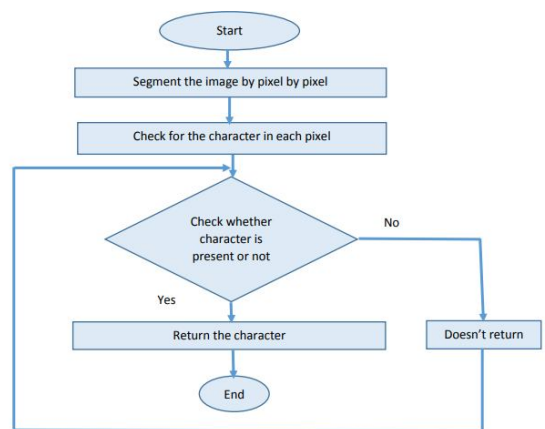 Start
Segment the image by pixel by pixel
Check for the character in each pixel
Check whether
character is
present or not
No
Yes
Return the character
Doesn't return
End